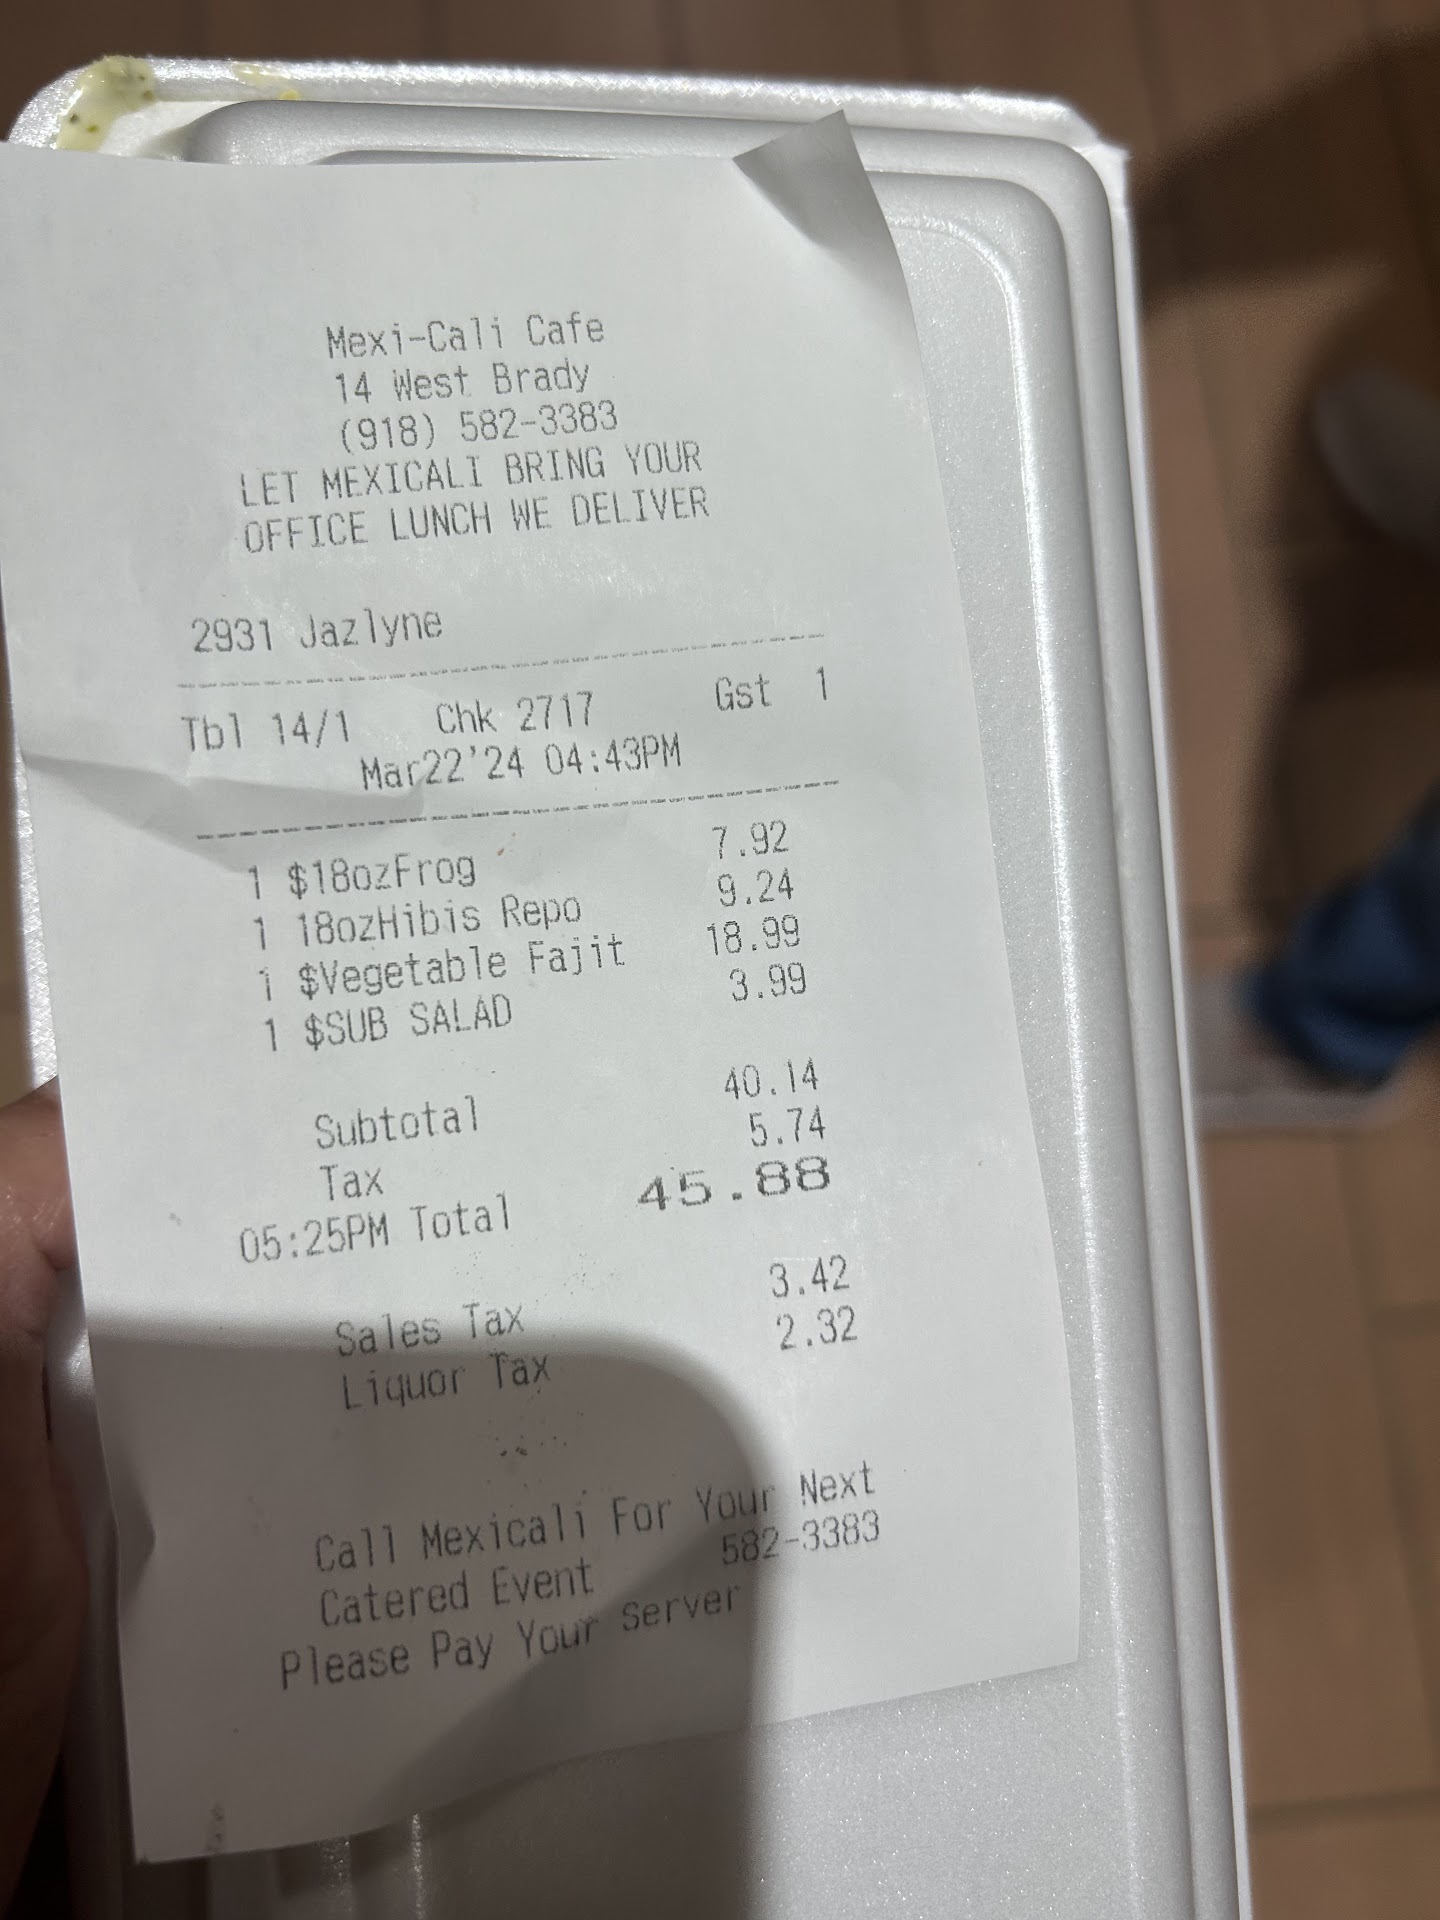 Mexi-Cali Cafe
14 West Brady
(918) 582-3383
LET MEXICALI BRING YOUR
OFFICE LUNCH WE DELIVER
2931 Jazlyne
Tbl 14/1 Chk 2717 Gst 1
Mar22'24 04:43PM
1 $18ozFrog 7.92
1 18ozHibis Repo 9.24
1 $Vegetable Fajit 18.99
1 $SUB SALAD 3.99
Subtotal 40.14
Tax 5.74
05:25PM Total 45.88
Sales Tax 3.42
Liquor Tax 2.32
Call Mexicali For Your Next
Catered Event 582-3383
Please Pay Your server